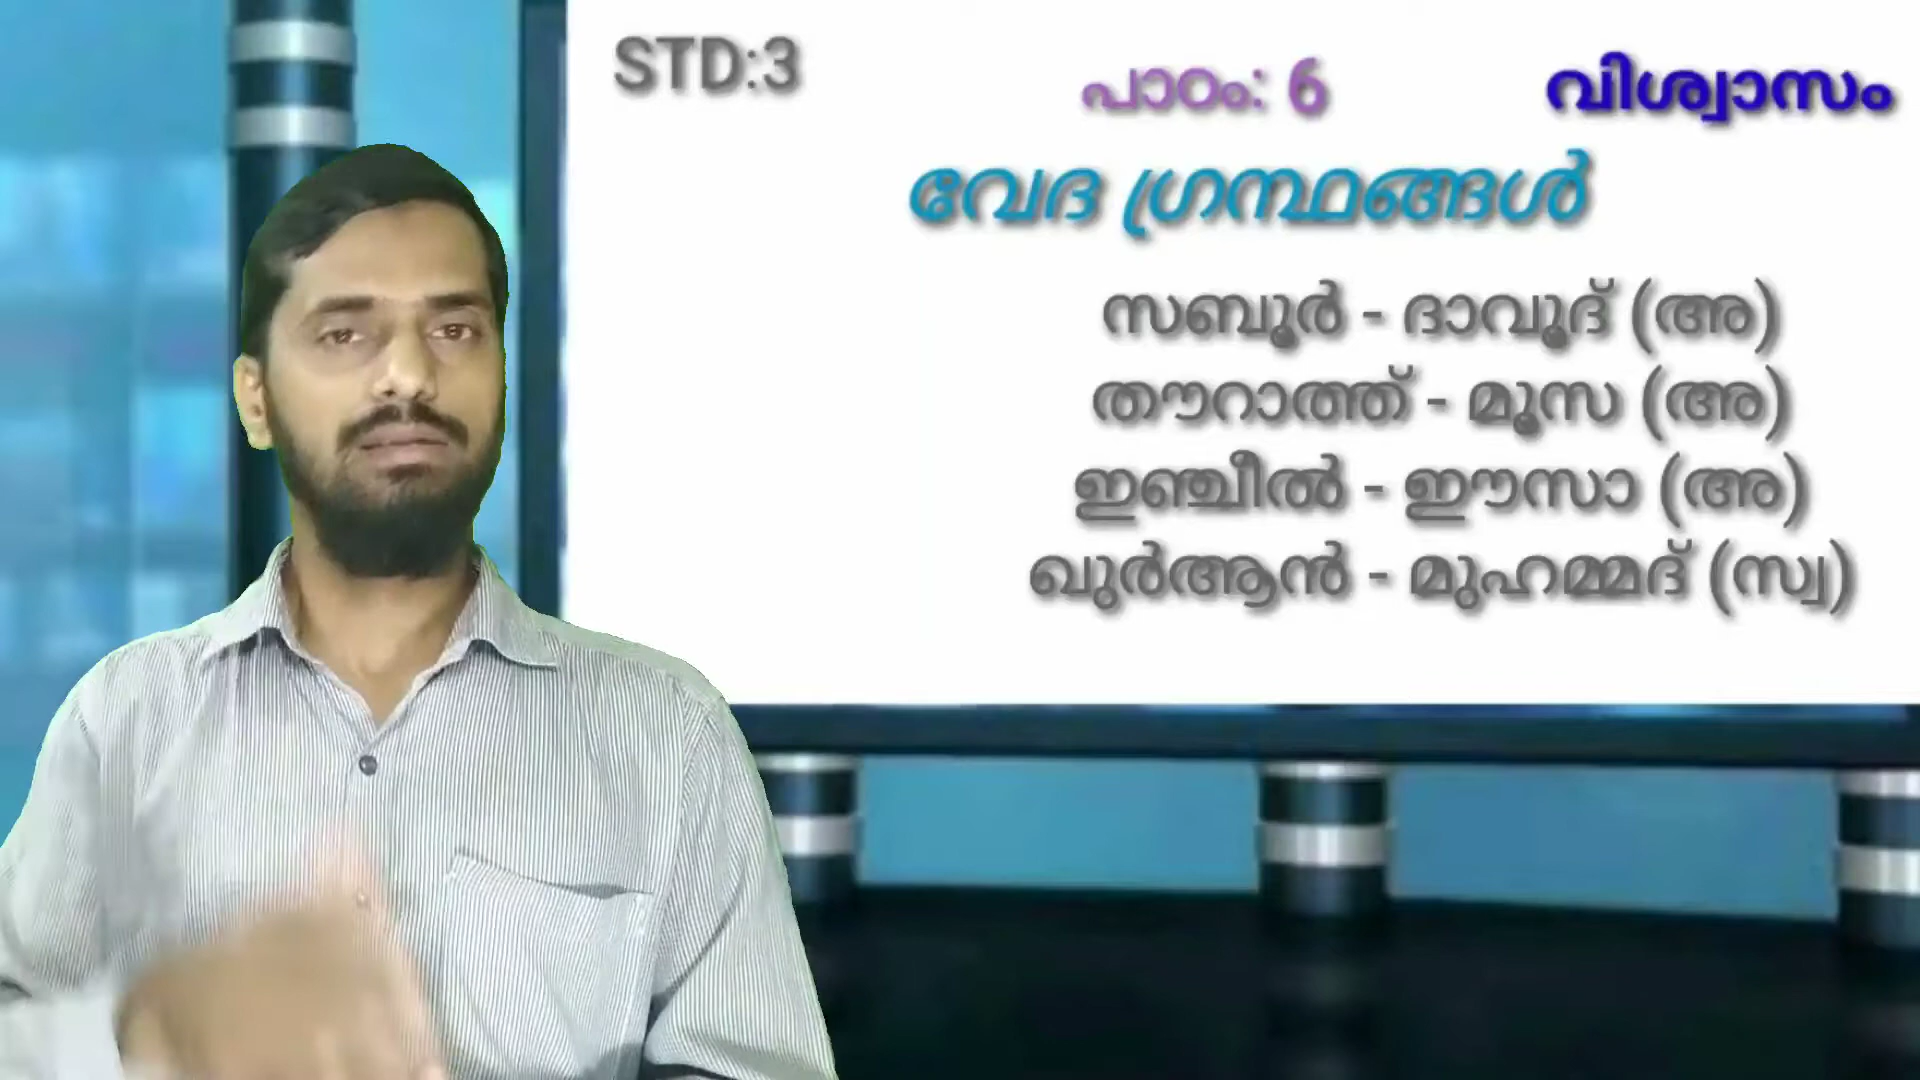 STD:3
പാഠം: 6
വിശ്വാസം
വേദ ഗ്രന്ഥങ്ങൾ
സബൂർ - ദാവൂദ് (അ)
തൗറാത്ത് - മൂസ (അ)
ഇഞ്ചീൽ - ഈസാ (അ)
ഖുർആൻ - മുഹമ്മദ് (സ്വ)